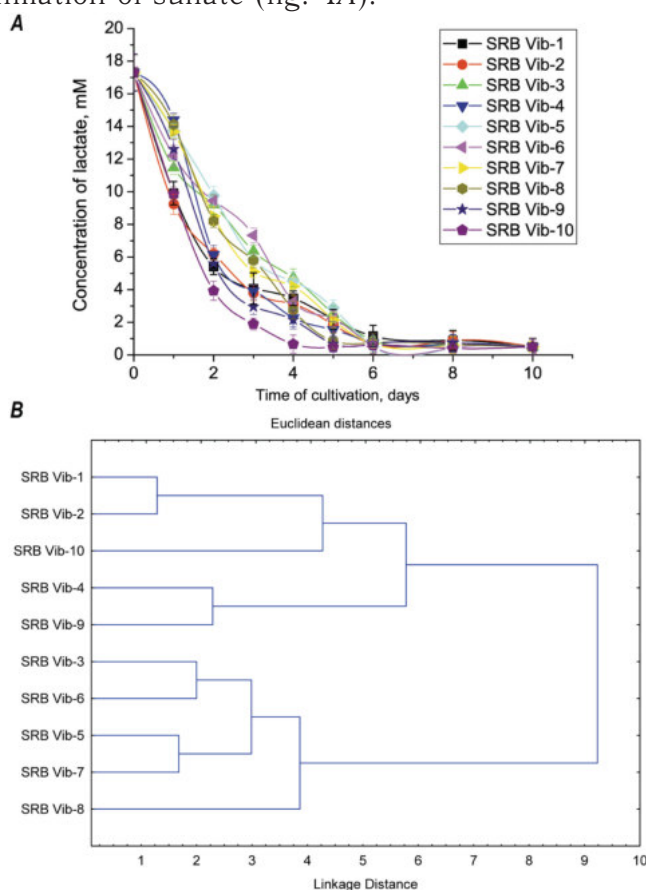 (fig. 4A).
A
Concentration of lactate, mM
20
18
16
14
12
10
8
6
4
2
0
0 2 4 6 8 10
Time of cultivation, days
SRB Vib-1
SRB Vib-2
SRB Vib-3
SRB Vib-4
SRB Vib-5
SRB Vib-6
SRB Vib-7
SRB Vib-8
SRB Vib-9
SRB Vib-10
B
Euclidean distances
SRB Vib-1
SRB Vib-2
SRB Vib-10
SRB Vib-4
SRB Vib-9
SRB Vib-3
SRB Vib-6
SRB Vib-5
SRB Vib-7
SRB Vib-8
1 2 3 4 5 6 7 8 9 10
Linkage Distance